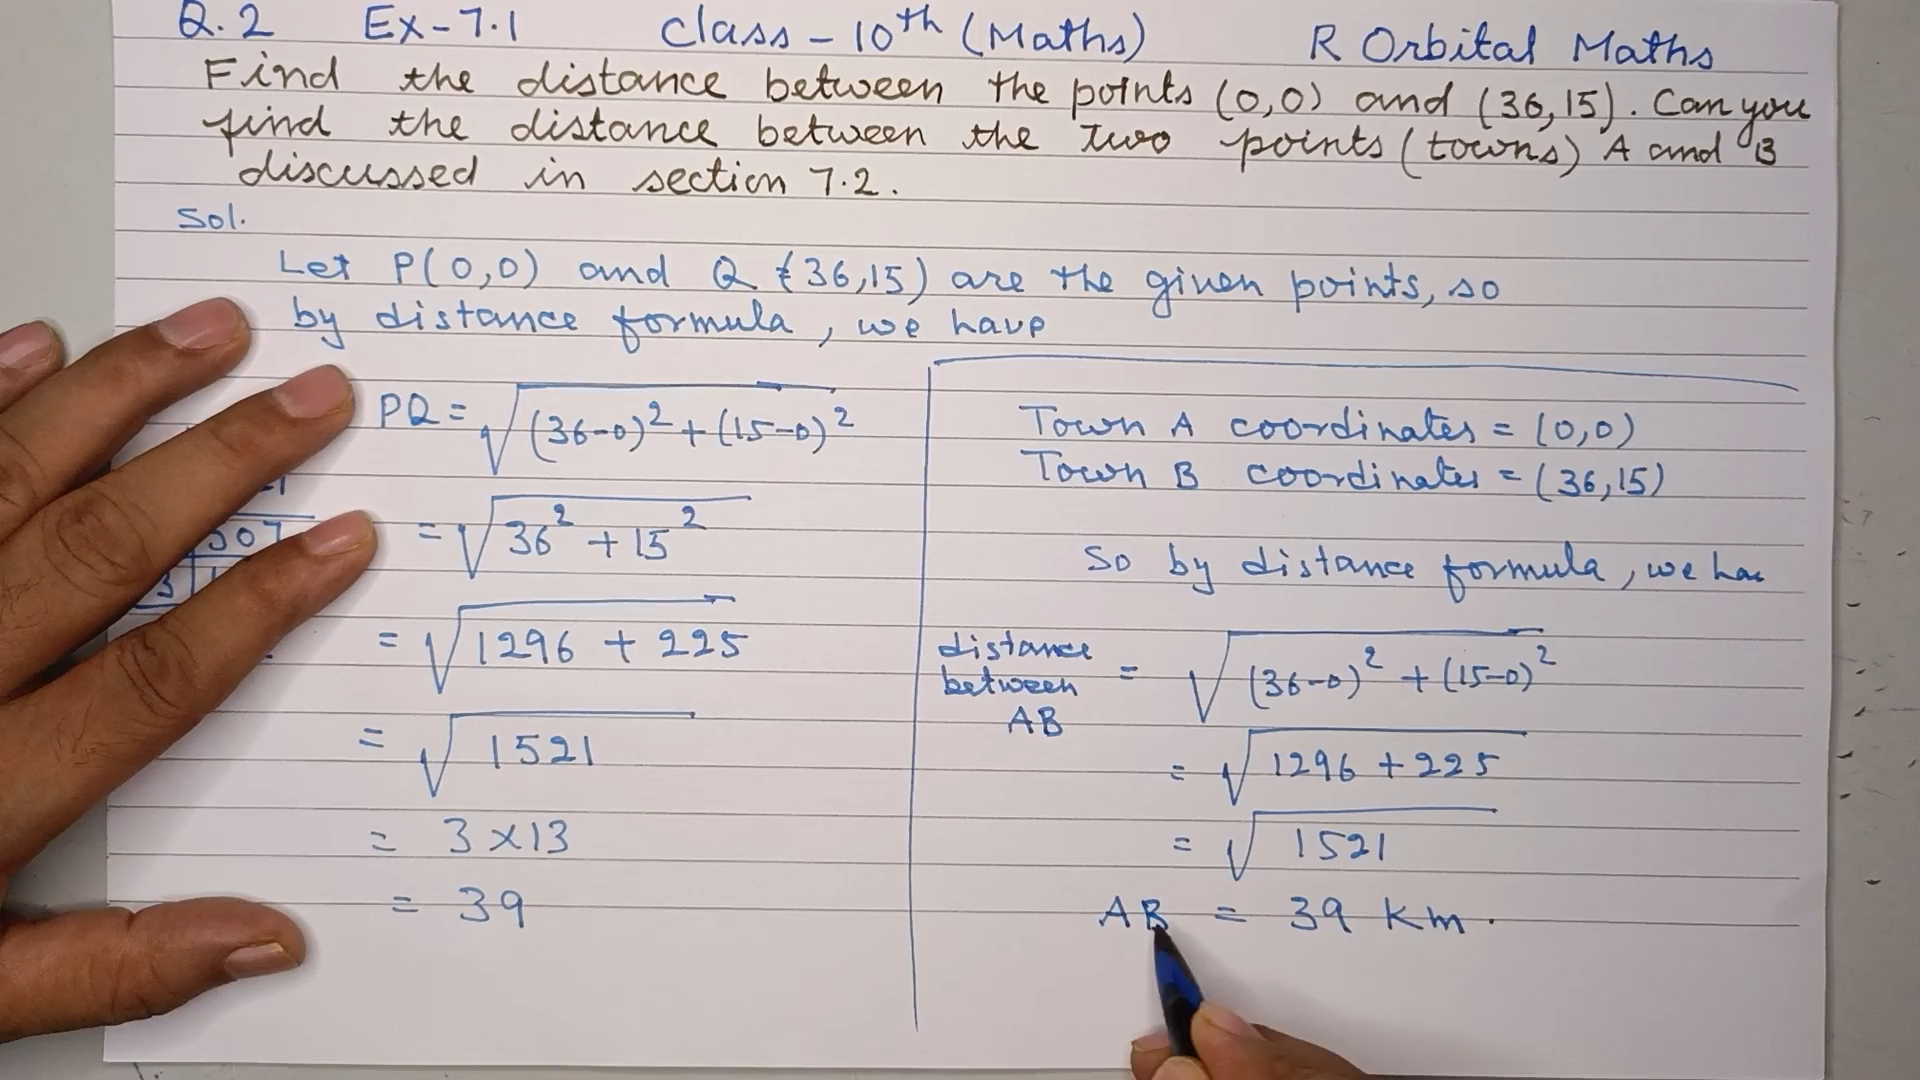 Q.2 Ex-7.1 Class-10th (Maths) R Orbital Maths
Find the distance between the points (0,0) and (36,15). Can you
find the distance between the two points (towns) A and B
discussed in section 7.2.
Sol.
Let P(0,0) and Q (36,15) are the given points, so
by distance formula, we have
PQ = √(36-0)² + (15-0)²
= √36² + 15²
= √1296 + 225
= √1521
= 3 × 13
= 39
507
3
Town A coordinates = (0,0)
Town B coordinates = (36,15)
So by distance formula, we ha
distance
between
AB
= √(36-0)² + (15-0)²
= √1296 + 225
= √1521
AB = 39 Km.